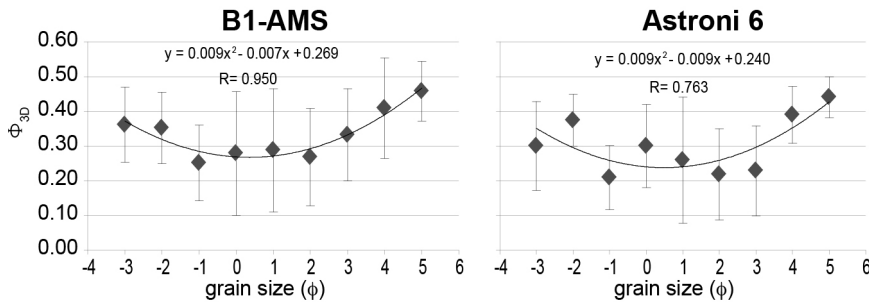 B1-AMS
Astroni 6
0.60
0.50
0.40
0.30
0.20
0.10
0.00
Φ3D
y = 0.009x² - 0.007x + 0.269
R= 0.950
-4 -3 -2 -1 0 1 2 3 4 5 6
grain size (ϕ)
y = 0.009x² - 0.009x + 0.240
R= 0.763
-4 -3 -2 -1 0 1 2 3 4 5 6
grain size (ϕ)